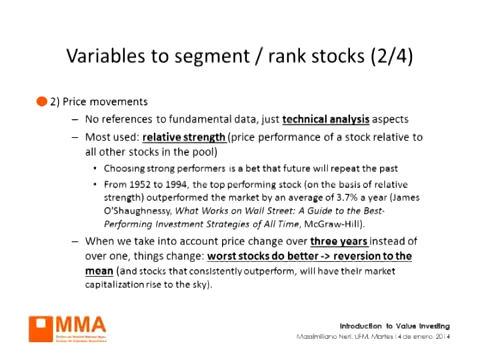 Variables to segment / rank stocks (2/4)
2) Price movements
– No references to fundamental data, just technical analysis aspects
– Most used: relative strength (price performance of a stock relative to
all other stocks in the pool)
• Choosing strong performers is a bet that future will repeat the past
• From 1952 to 1994, the top performing stock (on the basis of relative
strength) outperformed the market by an average of 3.7% a year (James
O'Shaughnessy, What Works on Wall Street: A Guide to the Best-
Performing Investment Strategies of All Time, McGraw-Hill).
– When we take into account price change over three years instead of
over one, things change: worst stocks do better -> reversion to the
mean (and stocks that consistently outperform, will have their market
capitalization rise to the sky).
MMA
Introduction to Value Investing
Massimiliano Neri, UFM, Martes 14 de enero, 2014